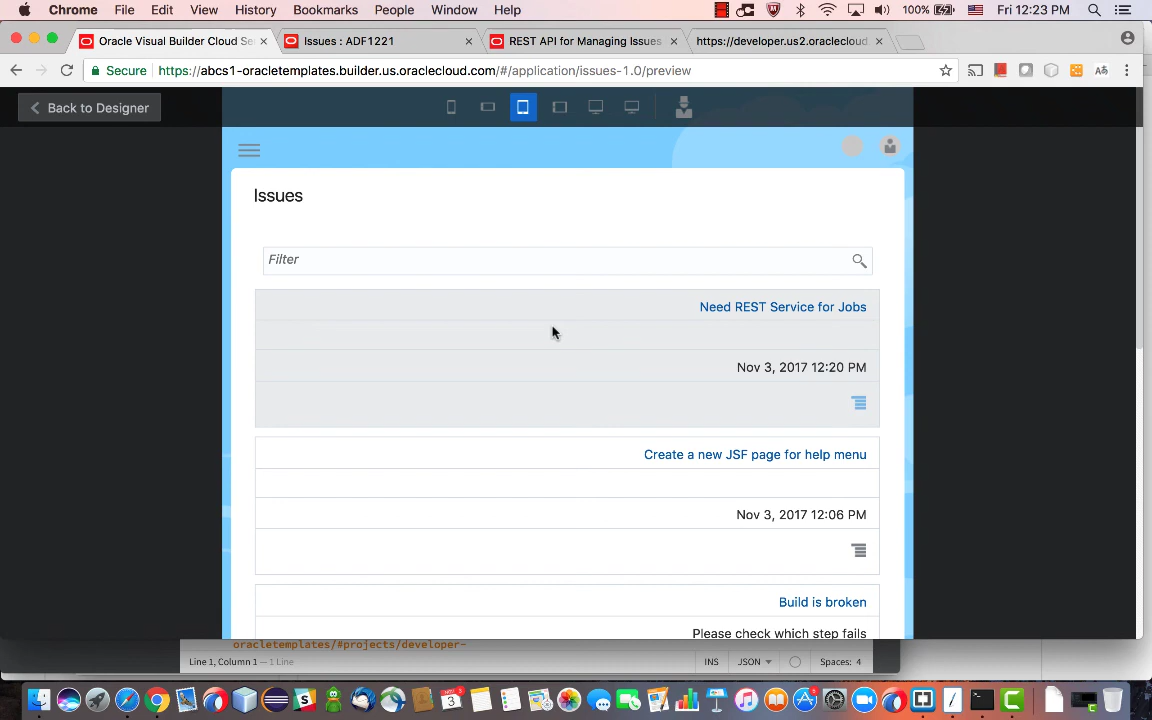 Chrome File Edit View History Bookmarks People Window Help 100% Fri 12:23 PM
Oracle Visual Builder Cloud Se
Issues : ADF1221
REST API for Managing Issues
https://developer.us2.oraclecloud.
Secure https://abcs1-oracletemplates.builder.us.oraclecloud.com/#/application/issues-1.0/preview
Back to Designer
Issues
Filter
Need REST Service for Jobs
Nov 3, 2017 12:20 PM
Create a new JSF page for help menu
Nov 3, 2017 12:06 PM
Build is broken
Please check which step fails
oracletemplates/#projects/developer-
Line 1, Column 1 — 1 Line INS JSON Spaces: 4